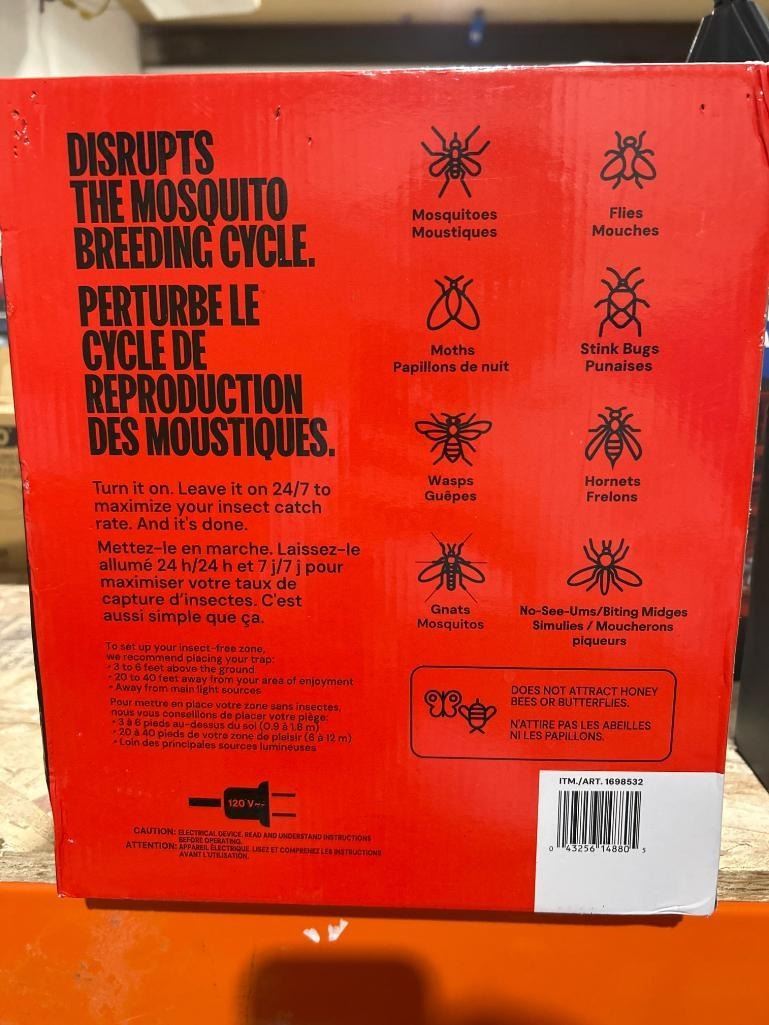 DISRUPTS
THE MOSQUITO
BREEDING CYCLE.
PERTURBE LE
CYCLE DE
REPRODUCTION
DES MOUSTIQUES.
Turn it on. Leave it on 24/7 to
maximize your insect catch
rate. And it's done.
Mettez-le en marche. Laissez-le
allumé 24 h/24 h et 7 j/7 j pour
maximiser votre taux de
capture d'insectes. C'est
aussi simple que ça.
To set up your insect-free zone,
we recommend placing your trap:
• 3 to 6 feet above the ground
• 20 to 40 feet away from your area of enjoyment
• Away from main light sources
Pour mettre en place votre zone sans insectes,
nous vous conseillons de placer votre piège:
• 3 à 6 pieds au-dessus du sol (0.9 à 1.8 m)
• 20 à 40 pieds de votre zone de plaisir (6 à 12 m)
• Loin des principales sources lumineuses
120 V~
CAUTION: ELECTRICAL DEVICE. READ AND UNDERSTAND INSTRUCTIONS
BEFORE OPERATING.
ATTENTION: APPAREIL ÉLECTRIQUE. LISEZ ET COMPRENEZ LES INSTRUCTIONS
AVANT L'UTILISATION.
Mosquitoes
Moustiques
Flies
Mouches
Moths
Papillons de nuit
Stink Bugs
Punaises
Wasps
Guêpes
Hornets
Frelons
Gnats
Mosquitos
No-See-Ums/Biting Midges
Simulies / Moucherons
piqueurs
DOES NOT ATTRACT HONEY
BEES OR BUTTERFLIES.
N'ATTIRE PAS LES ABEILLES
NI LES PAPILLONS.
ITM./ART. 1698532
0 43256 14880 5